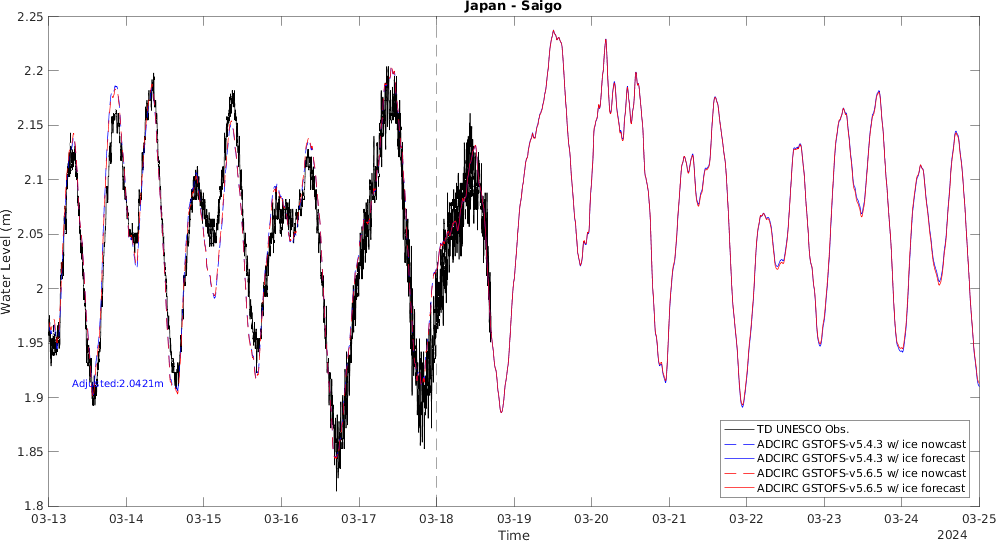 Japan - Saigo
2.25
2.2
2.15
2.1
2.05
2
1.95
1.9
1.85
1.8
Water Level (m)
Adjusted:2.0421m
TD UNESCO Obs.
ADCIRC GSTOFS-v5.4.3 w/ ice nowcast
ADCIRC GSTOFS-v5.4.3 w/ ice forecast
ADCIRC GSTOFS-v5.6.5 w/ ice nowcast
ADCIRC GSTOFS-v5.6.5 w/ ice forecast
03-13 03-14 03-15 03-16 03-17 03-18 03-19 03-20 03-21 03-22 03-23 03-24 03-25
Time
2024